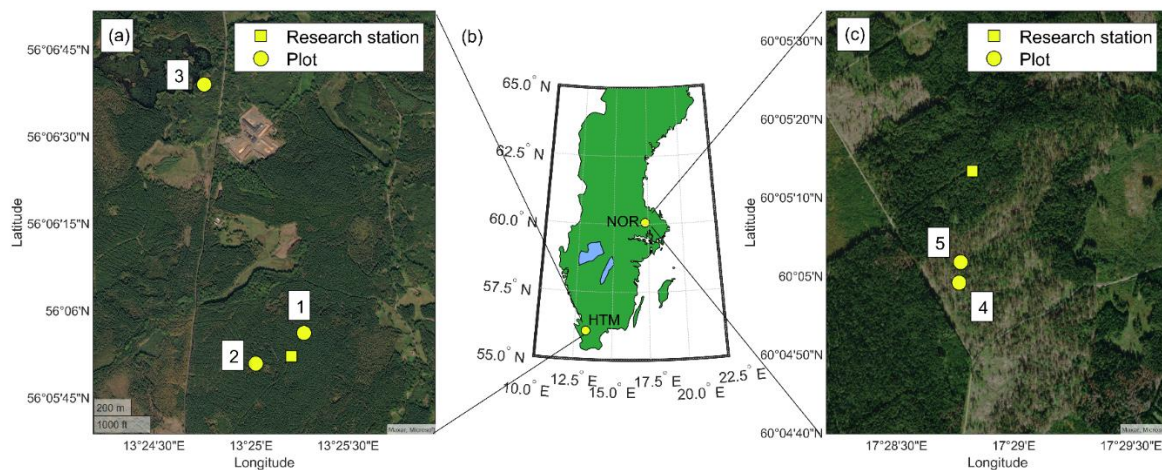 (a)
Research station
Plot
3
1
2
56°06'45"N
56°06'30"N
56°06'15"N
56°06'N
56°05'45"N
Latitude
200 m
1000 ft
Maxar, Microsoft
13°24'30"E
13°25'E
13°25'30"E
Longitude
(b)
65.0° N
62.5° N
60.0° N
57.5° N
55.0° N
NOR
HTM
10.0° E
12.5° E
15.0° E
17.5° E
20.0° E
22.5° E
(c)
Research station
Plot
5
4
60°05'30"N
60°05'20"N
60°05'10"N
60°05'N
60°04'50"N
60°04'40"N
Latitude
Maxar, Microsoft
17°28'30"E
17°29'E
17°29'30"E
Longitude